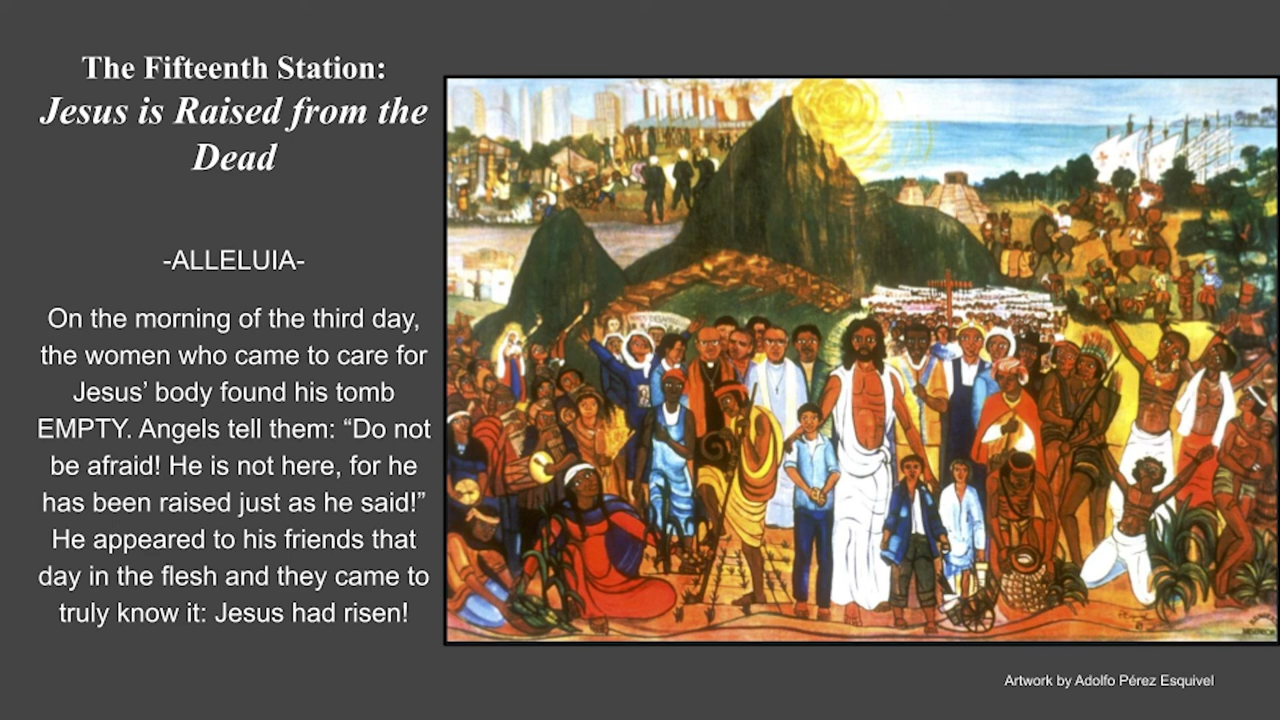 The Fifteenth Station:
Jesus is Raised from the
Dead
-ALLELUIA-
On the morning of the third day,
the women who came to care for
Jesus’ body found his tomb
EMPTY. Angels tell them: “Do not
be afraid! He is not here, for he
has been raised just as he said!”
He appeared to his friends that
day in the flesh and they came to
truly know it: Jesus had risen!
Artwork by Adolfo Pérez Esquivel